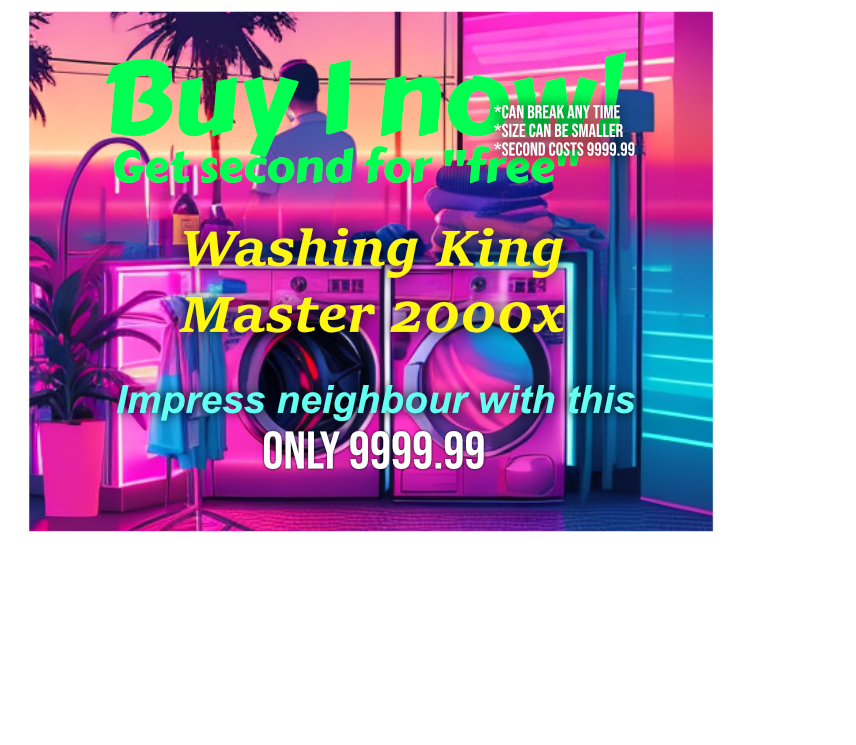 Buy I now!
*CAN BREAK ANY TIME
*SIZE CAN BE SMALLER
*SECOND COSTS 9999.99
Get second for "free"
Washing King
Master 2000x
Impress neighbour with this
ONLY 9999.99